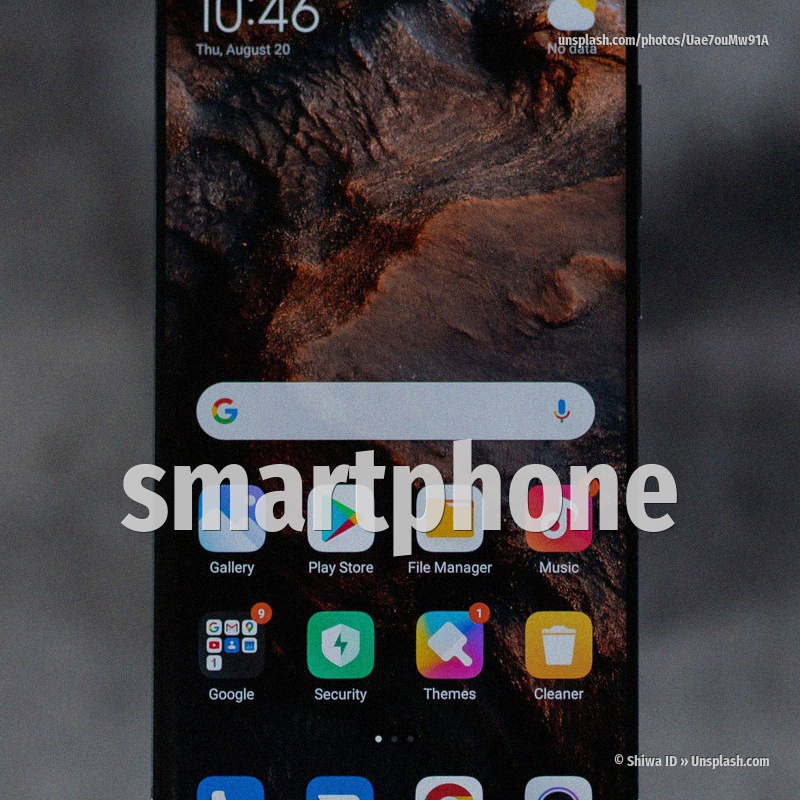 10:46
Thu, August 20
unsplash.com/photos/Uae7ouMw91A
No data
smartphone
Gallery
Play Store
File Manager
Music
9
1
1
Google
Security
Themes
Cleaner
© Shiwa ID » Unsplash.com